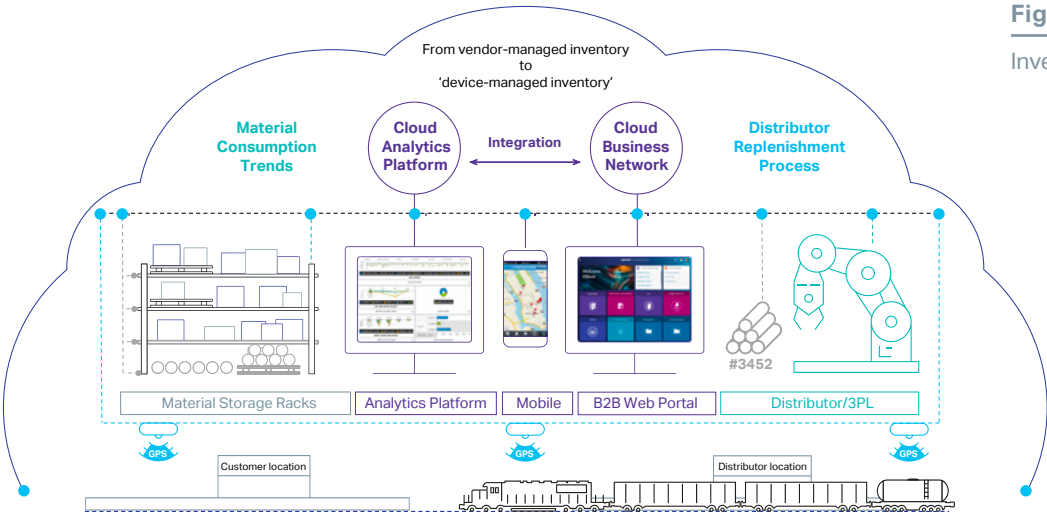 Fig
Inve
From vendor-managed inventory
to
'device-managed inventory'
Material
Consumption
Trends
Cloud
Analytics
Platform
Integration
Cloud
Business
Network
Distributor
Replenishment
Process
Welcome,
#3452
Material Storage Racks
Analytics Platform
Mobile
B2B Web Portal
Distributor/3PL
GPS
GPS
GPS
Customer location
Distributor location